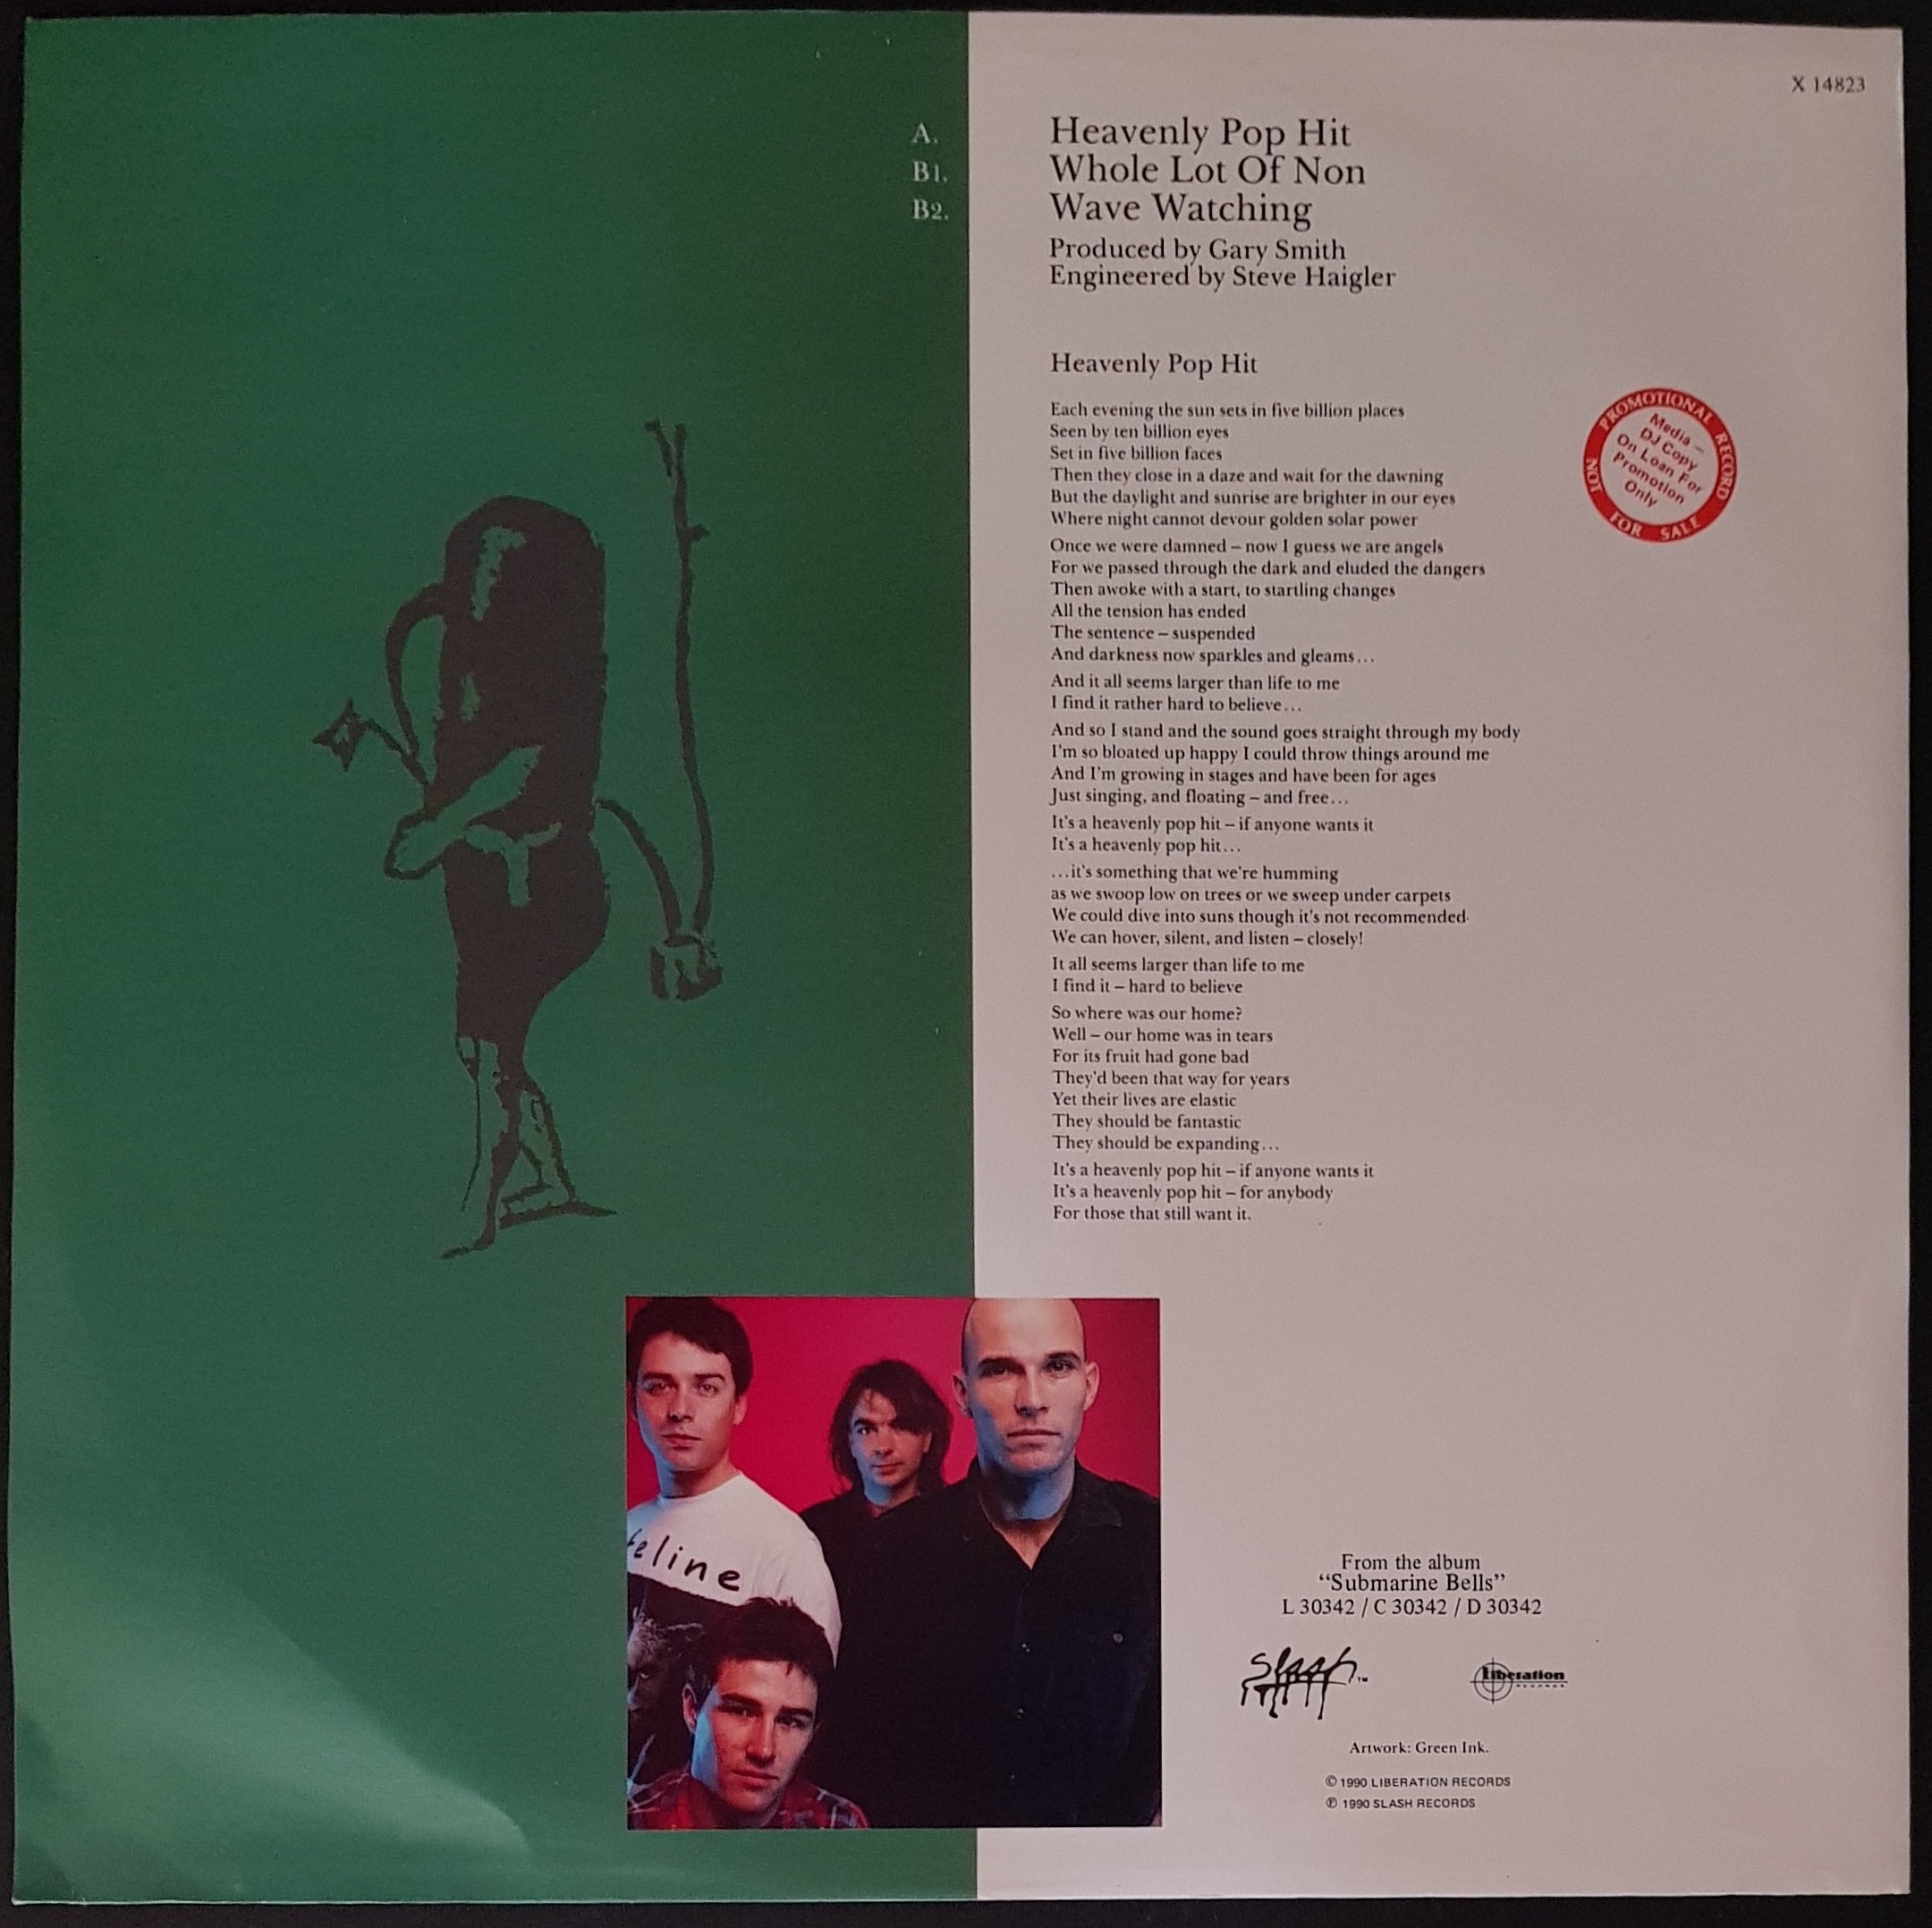 X 14823
A. Heavenly Pop Hit
B1. Whole Lot Of Non
B2. Wave Watching
Produced by Gary Smith
Engineered by Steve Haigler
Heavenly Pop Hit
Each evening the sun sets in five billion places
Seen by ten billion eyes
Set in five billion faces
Then they close in a daze and wait for the dawning
But the daylight and sunrise are brighter in our eyes
Where night cannot devour golden solar power
Once we were damned – now I guess we are angels
For we passed through the dark and eluded the dangers
Then awoke with a start, to startling changes
All the tension has ended
The sentence – suspended
And darkness now sparkles and gleams...
And it all seems larger than life to me
I find it rather hard to believe...
And so I stand and the sound goes straight through my body
I'm so bloated up happy I could throw things around me
And I'm growing in stages and have been for ages
Just singing, and floating – and free...
It's a heavenly pop hit – if anyone wants it
It's a heavenly pop hit...
...it's something that we're humming
as we swoop low on trees or we sweep under carpets
We could dive into suns though it's not recommended
We can hover, silent, and listen – closely!
It all seems larger than life to me
I find it – hard to believe
So where was our home?
Well – our home was in tears
For its fruit had gone bad
They'd been that way for years
Yet their lives are elastic
They should be fantastic
They should be expanding...
It's a heavenly pop hit – if anyone wants it
It's a heavenly pop hit – for anybody
For those that still want it.
PROMOTIONAL RECORD
NOT FOR SALE
Media –
DJ Copy
On Loan For
Promotion
Only
eline
From the album
“Submarine Bells”
L 30342 / C 30342 / D 30342
Slash ™
Liberation
RECORDS
Artwork: Green Ink.
© 1990 LIBERATION RECORDS
℗ 1990 SLASH RECORDS